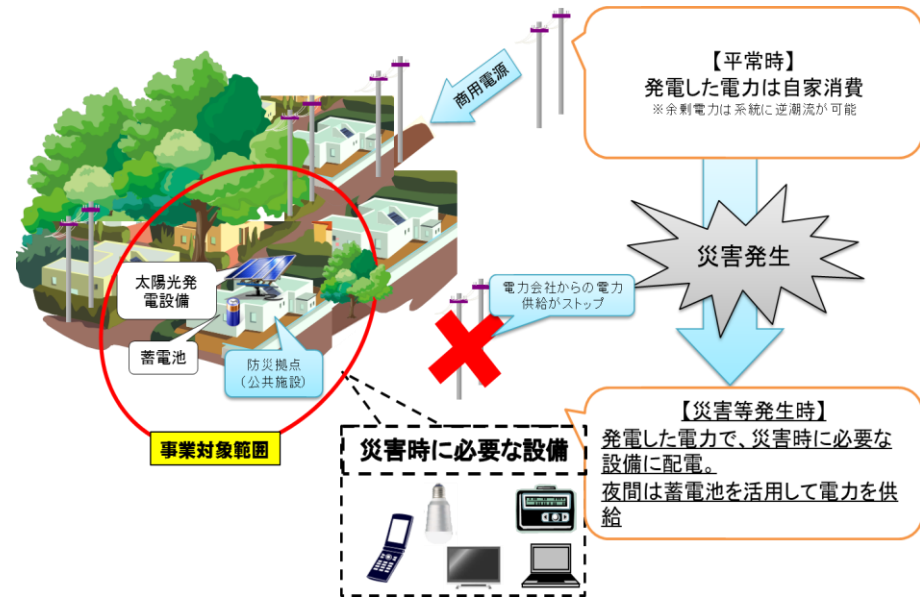 【平常時】
発電した電力は自家消費
※余剰電力は系統に逆潮流が可能
商用電源
災害発生
太陽光発
電設備
蓄電池
防災拠点
（公共施設）
電力会社からの電力
供給がストップ
事業対象範囲
災害時に必要な設備
【災害等発生時】
発電した電力で、災害時に必要な
設備に配電。
夜間は蓄電池を活用して電力を供
給